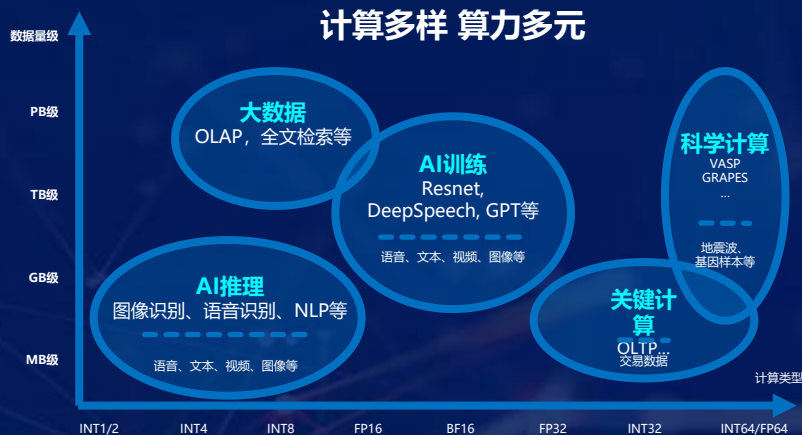 计算多样 算力多元
数据量级
PB级
TB级
GB级
MB级
大数据
OLAP，全文检索等
AI训练
Resnet,
DeepSpeech, GPT等
语音、文本、视频、图像等
科学计算
VASP
GRAPES
...
地震波、
基因样本等
AI推理
图像识别、语音识别、NLP等
语音、文本、视频、图像等
关键计
算
OLTP...
交易数据
计算类型
INT1/2
INT4
INT8
FP16
BF16
FP32
INT32
INT64/FP64